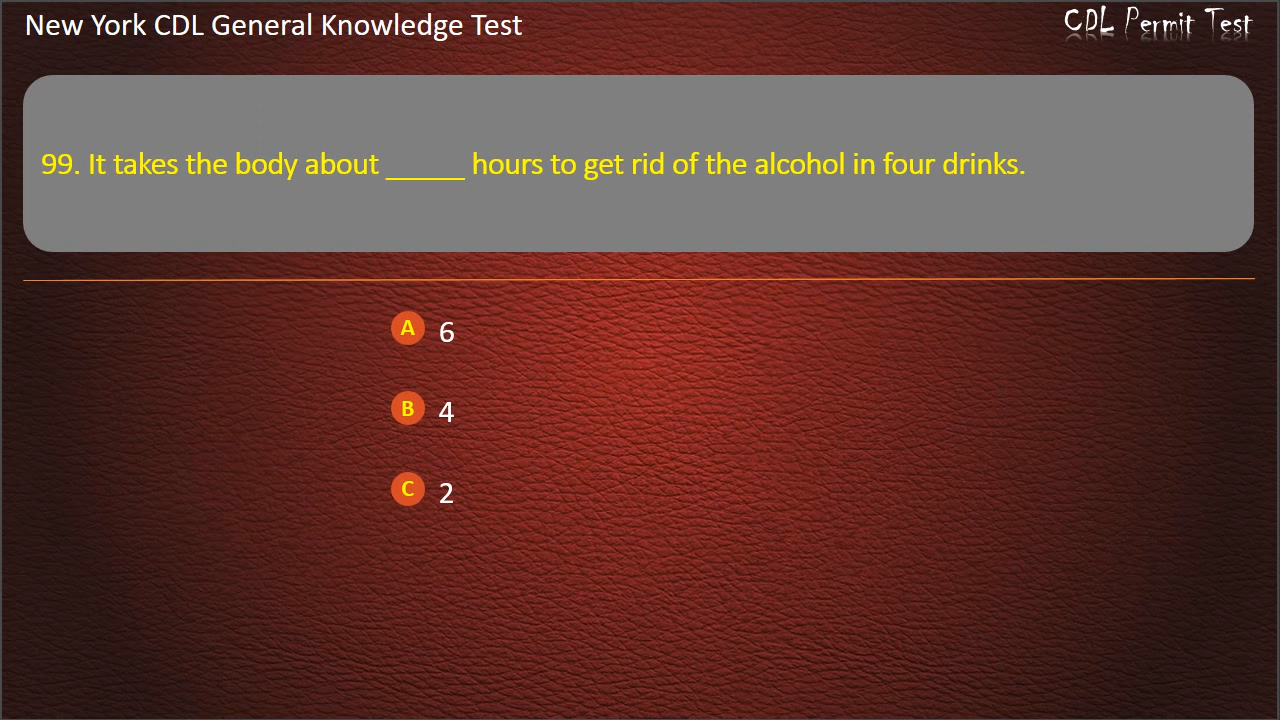 New York CDL General Knowledge Test
CDL Permit Test
99. It takes the body about _____ hours to get rid of the alcohol in four drinks.
A 6
B 4
C 2